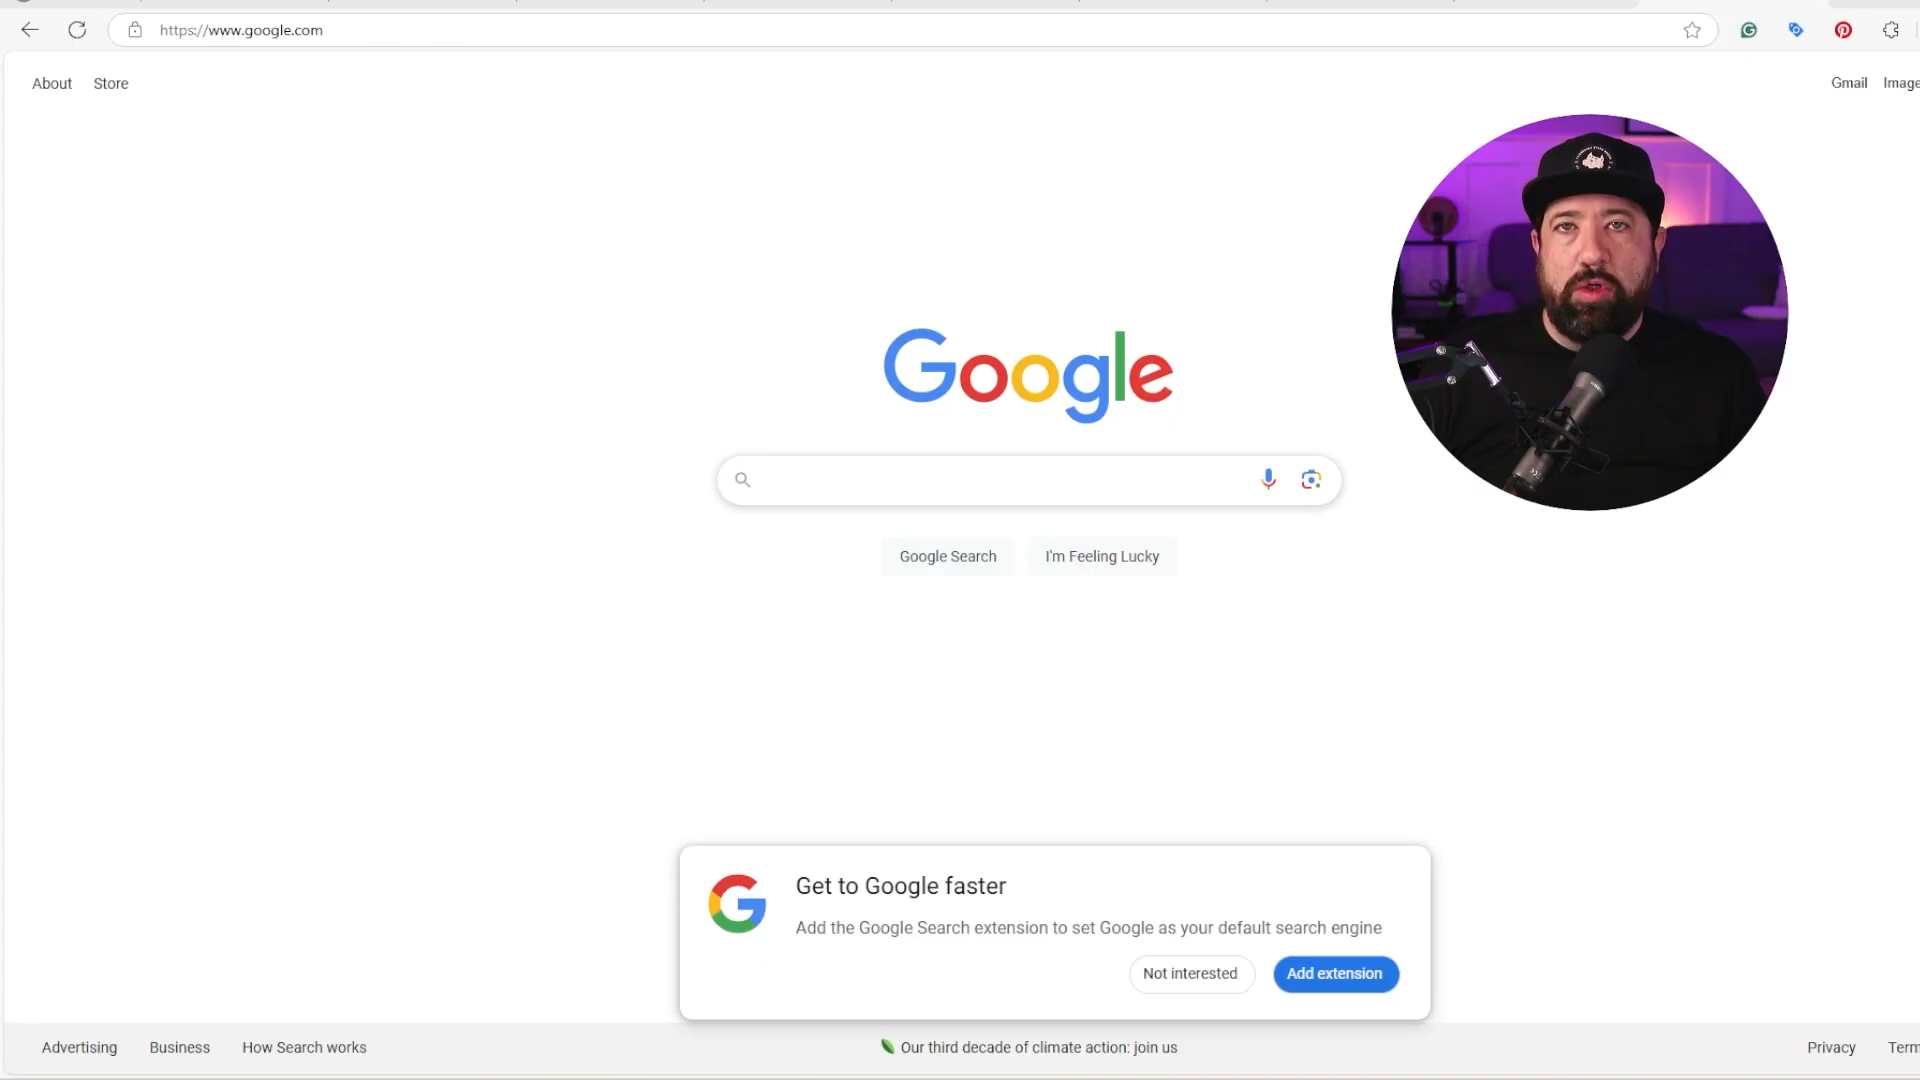 https://www.google.com
About Store
Gmail Image
Google
Google Search I'm Feeling Lucky
Get to Google faster
Add the Google Search extension to set Google as your default search engine
Not interested Add extension
Advertising Business How Search works
Our third decade of climate action: join us
Privacy Term